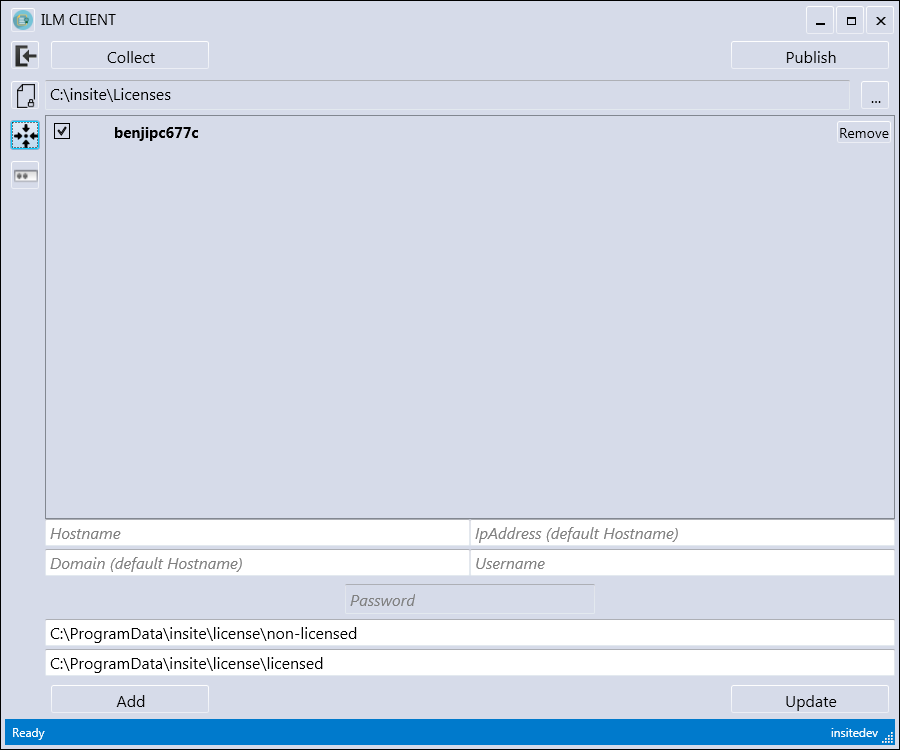 ILM CLIENT
Collect
Publish
C:\insite\Licenses
...
benjipc677c
Remove
Hostname
IpAddress (default Hostname)
Domain (default Hostname)
Username
Password
C:\ProgramData\insite\license\non-licensed
C:\ProgramData\insite\license\licensed
Add
Update
Ready
insitedev